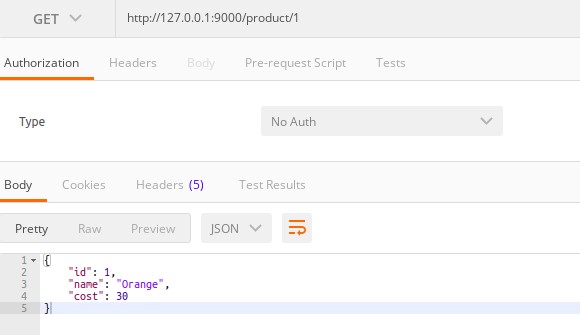 GET http://127.0.0.1:9000/product/1
Authorization Headers Body Pre-request Script Tests
Type No Auth
Body Cookies Headers (5) Test Results
Pretty Raw Preview JSON
1 {
2 "id": 1,
3 "name": "Orange",
4 "cost": 30
5 }